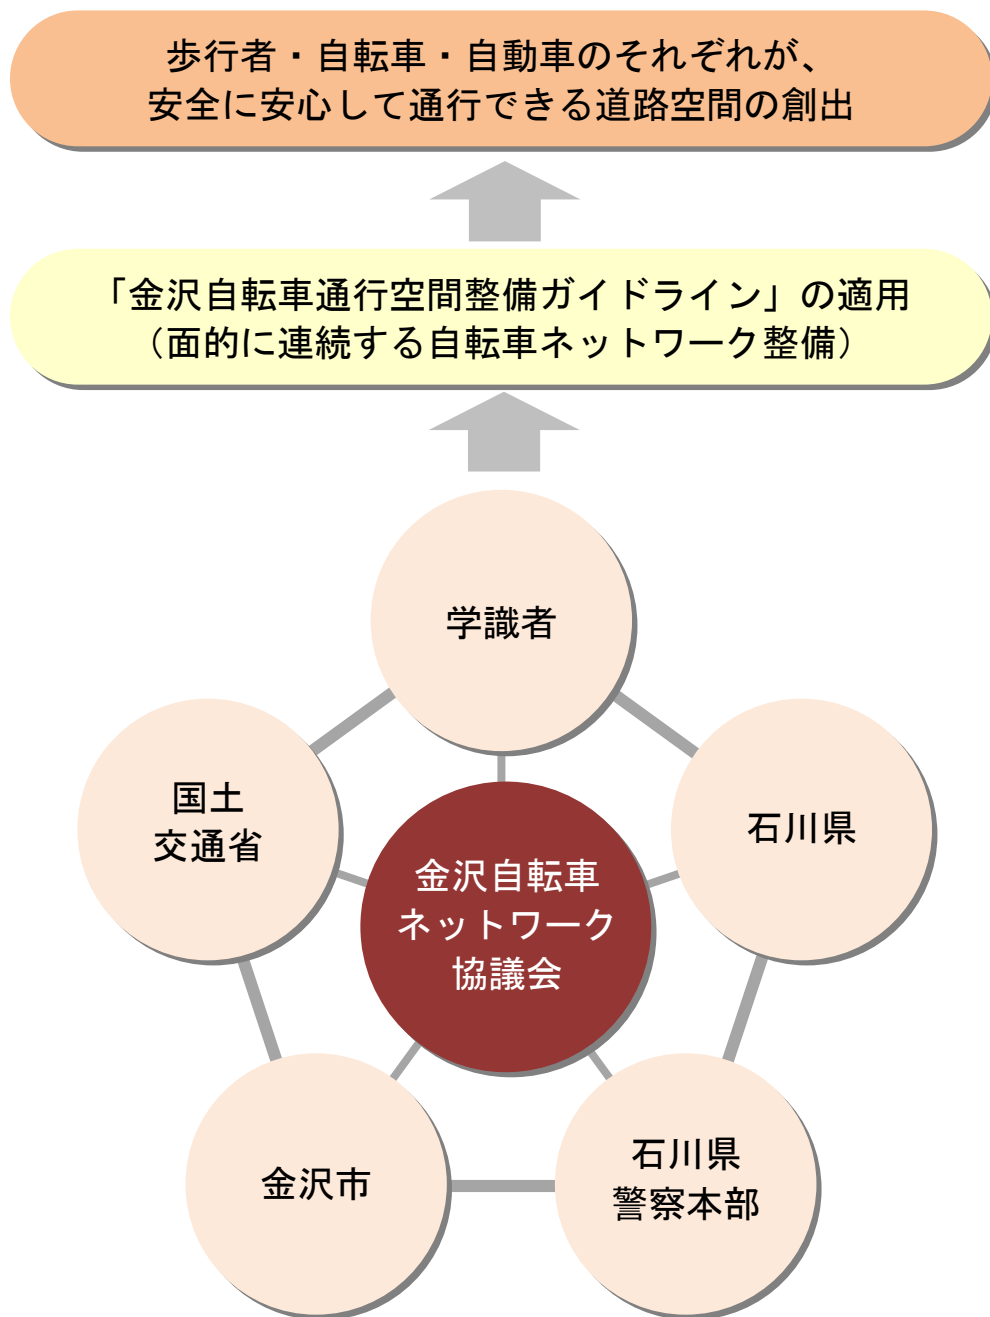 歩行者・自転車・自動車のそれぞれが、
安全に安心して通行できる道路空間の創出
「金沢自転車通行空間整備ガイドライン」の適用
（面的に連続する自転車ネットワーク整備）
学識者
国土
交通省
石川県
金沢自転車
ネットワーク
協議会
金沢市
石川県
警察本部